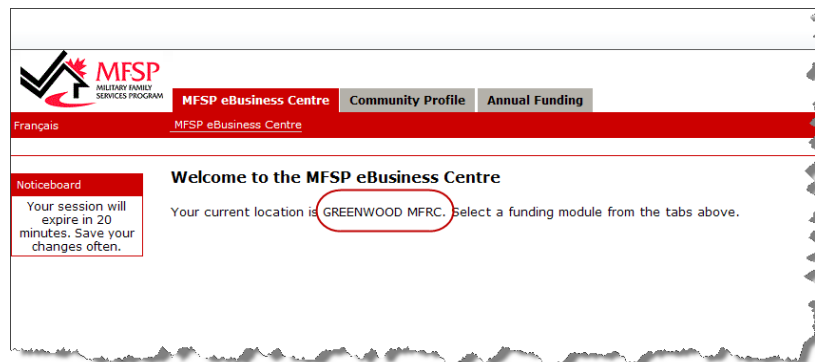 MFSP
MILITARY FAMILY
SERVICES PROGRAM
MFSP eBusiness Centre Community Profile Annual Funding
Français MFSP eBusiness Centre
Noticeboard
Your session will
expire in 20
minutes. Save your
changes often.
Welcome to the MFSP eBusiness Centre
Your current location is GREENWOOD MFRC. Select a funding module from the tabs above.